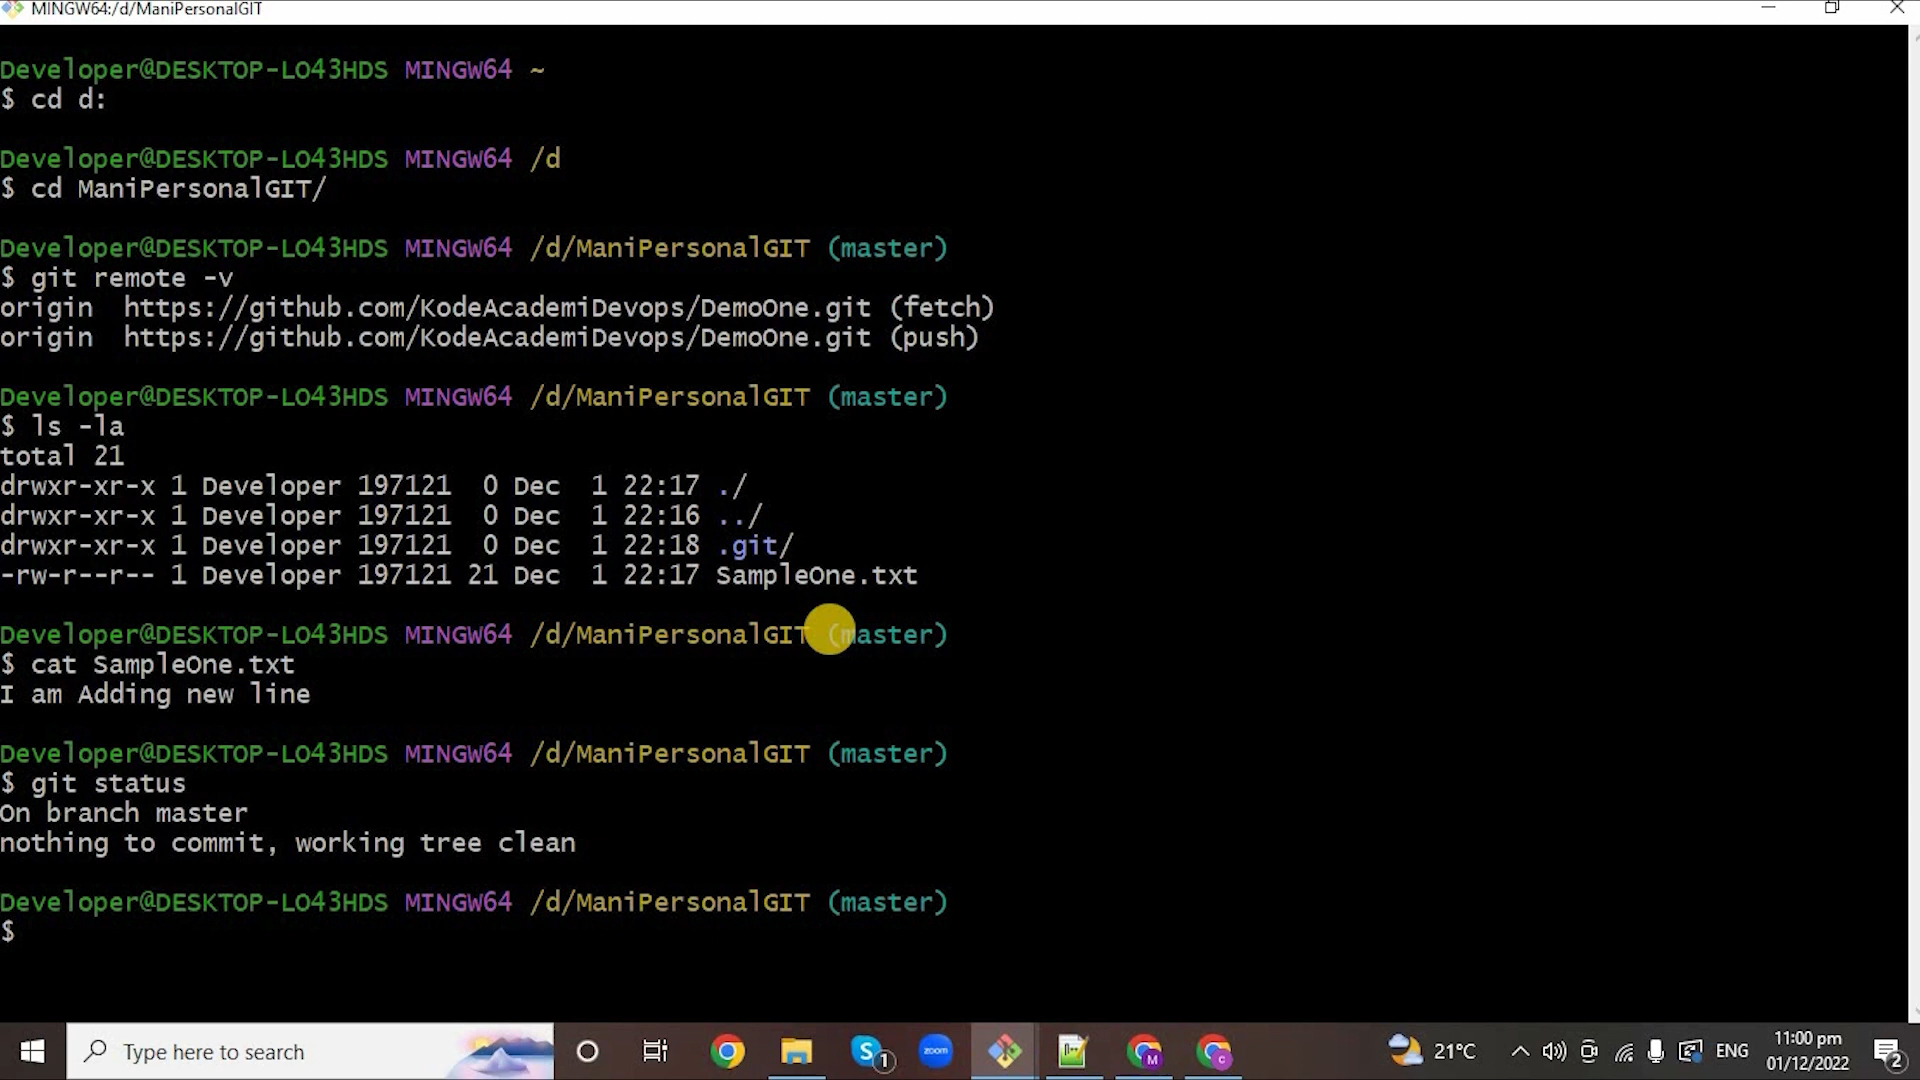 MINGW64:/d/ManiPersonalGIT
Developer@DESKTOP-LO43HDS MINGW64 ~
$ cd d:
Developer@DESKTOP-LO43HDS MINGW64 /d
$ cd ManiPersonalGIT/
Developer@DESKTOP-LO43HDS MINGW64 /d/ManiPersonalGIT (master)
$ git remote -v
origin  https://github.com/KodeAcademiDevops/DemoOne.git (fetch)
origin  https://github.com/KodeAcademiDevops/DemoOne.git (push)
Developer@DESKTOP-LO43HDS MINGW64 /d/ManiPersonalGIT (master)
$ ls -la
total 21
drwxr-xr-x 1 Developer 197121  0 Dec  1 22:17 ./
drwxr-xr-x 1 Developer 197121  0 Dec  1 22:16 ../
drwxr-xr-x 1 Developer 197121  0 Dec  1 22:18 .git/
-rw-r--r-- 1 Developer 197121 21 Dec  1 22:17 SampleOne.txt
Developer@DESKTOP-LO43HDS MINGW64 /d/ManiPersonalGIT (master)
$ cat SampleOne.txt
I am Adding new line
Developer@DESKTOP-LO43HDS MINGW64 /d/ManiPersonalGIT (master)
$ git status
On branch master
nothing to commit, working tree clean
Developer@DESKTOP-LO43HDS MINGW64 /d/ManiPersonalGIT (master)
$
Type here to search
S 1
zoom
M
C
21°C
ENG
11:00 pm
01/12/2022
2